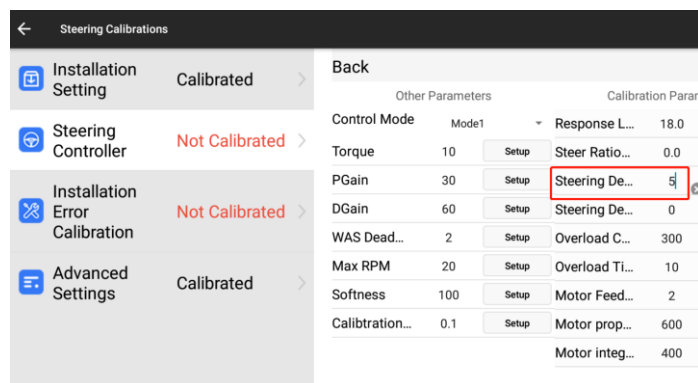 Steering Calibrations
Installation
Setting
Calibrated
Steering
Controller
Not Calibrated
Installation
Error
Calibration
Not Calibrated
Advanced
Settings
Calibrated
Back
Other Parameters
Calibration Parar
Control Mode Mode1 Response L... 18.0
Torque 10 Setup Steer Ratio... 0.0
PGain 30 Setup Steering De... 5
DGain 60 Setup Steering De... 0
WAS Dead... 2 Setup Overload C... 300
Max RPM 20 Setup Overload Ti... 10
Softness 100 Setup Motor Feed... 2
Calibtration... 0.1 Setup Motor prop... 600
Motor integ... 400